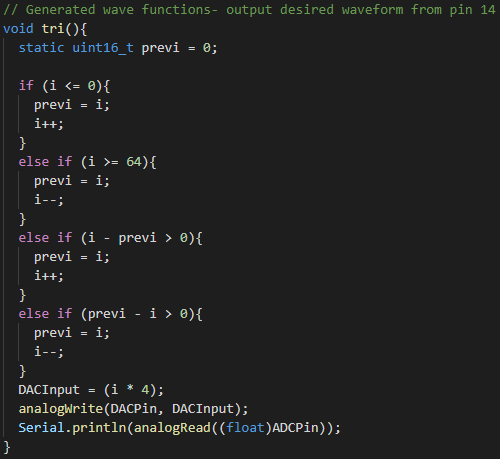 // Generated wave functions- output desired waveform from pin 14
void tri(){
  static uint16_t previ = 0;

  if (i <= 0){
    previ = i;
    i++;
  }
  else if (i >= 64){
    previ = i;
    i--;
  }
  else if (i - previ > 0){
    previ = i;
    i++;
  }
  else if (previ - i > 0){
    previ = i;
    i--;
  }
  DACInput = (i * 4);
  analogWrite(DACPin, DACInput);
  Serial.println(analogRead((float)ADCPin));
}